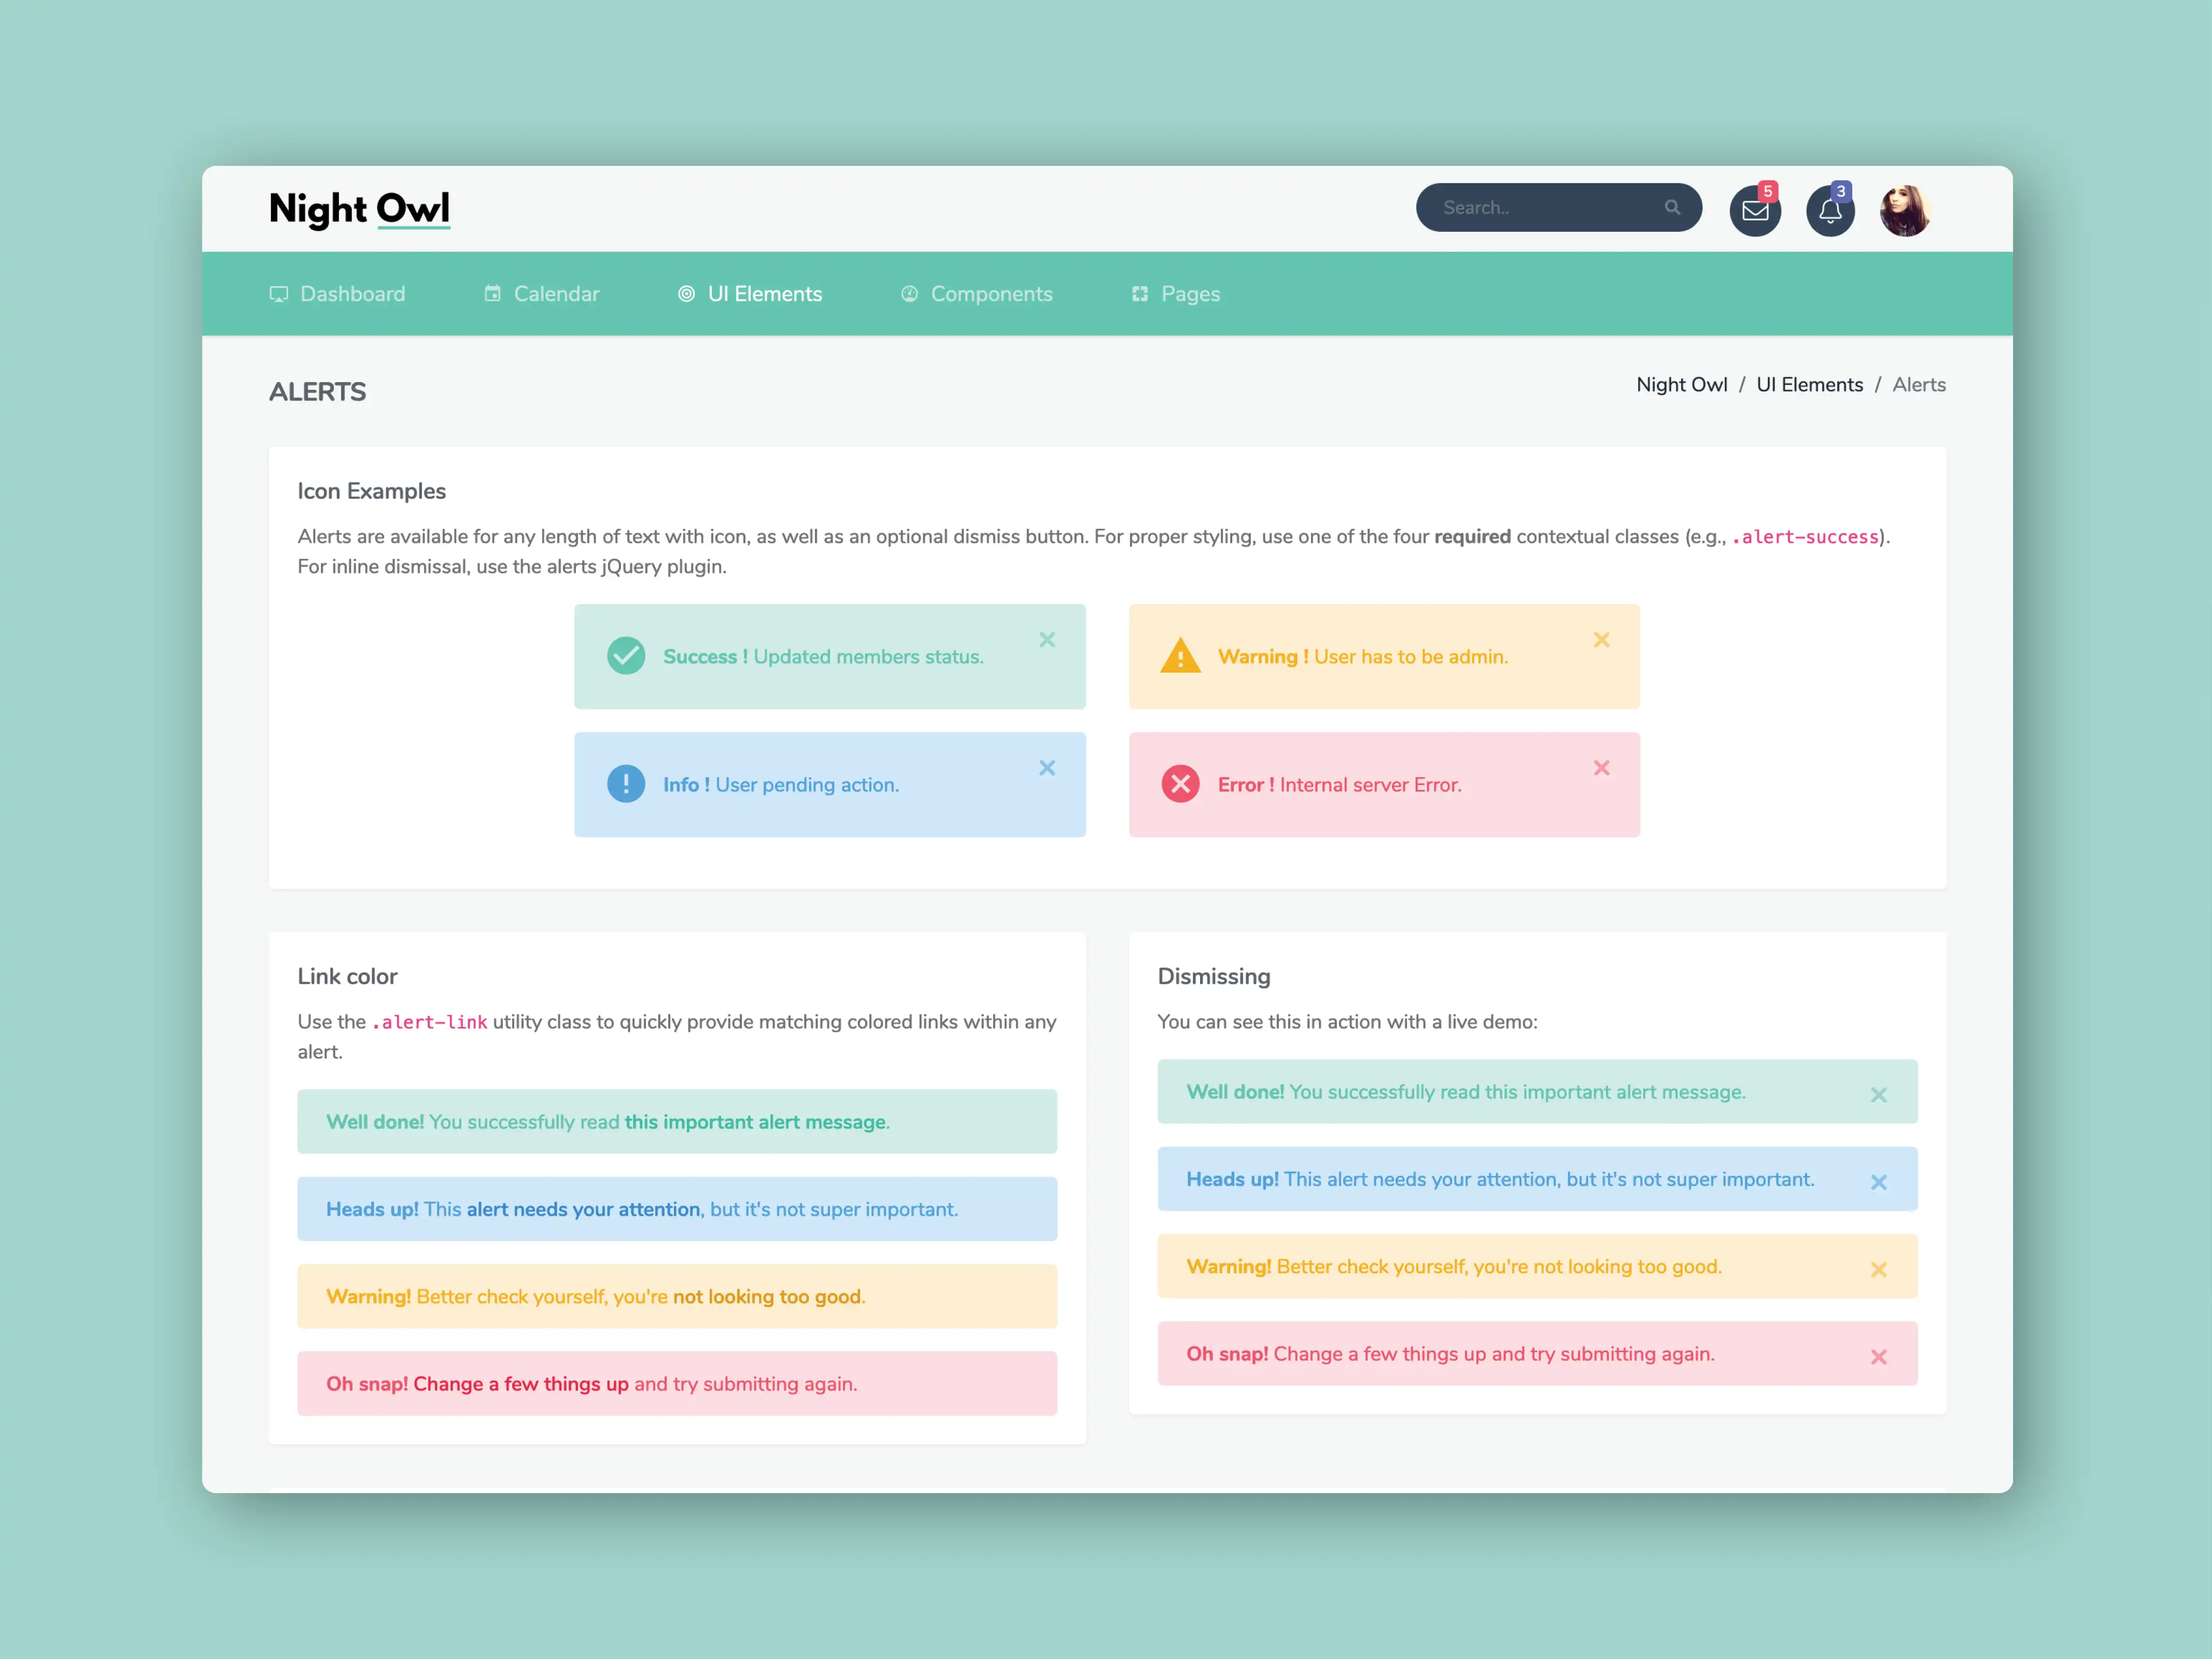 Night Owl
Search..
5
3
Dashboard
Calendar
UI Elements
Components
Pages
ALERTS
Night Owl / UI Elements / Alerts
Icon Examples
Alerts are available for any length of text with icon, as well as an optional dismiss button. For proper styling, use one of the four required contextual classes (e.g., .alert-success).
For inline dismissal, use the alerts jQuery plugin.
Success ! Updated members status.
Warning ! User has to be admin.
Info ! User pending action.
Error ! Internal server Error.
Link color
Use the .alert-link utility class to quickly provide matching colored links within any
alert.
Well done! You successfully read this important alert message.
Heads up! This alert needs your attention, but it's not super important.
Warning! Better check yourself, you're not looking too good.
Oh snap! Change a few things up and try submitting again.
Dismissing
You can see this in action with a live demo:
Well done! You successfully read this important alert message.
Heads up! This alert needs your attention, but it's not super important.
Warning! Better check yourself, you're not looking too good.
Oh snap! Change a few things up and try submitting again.